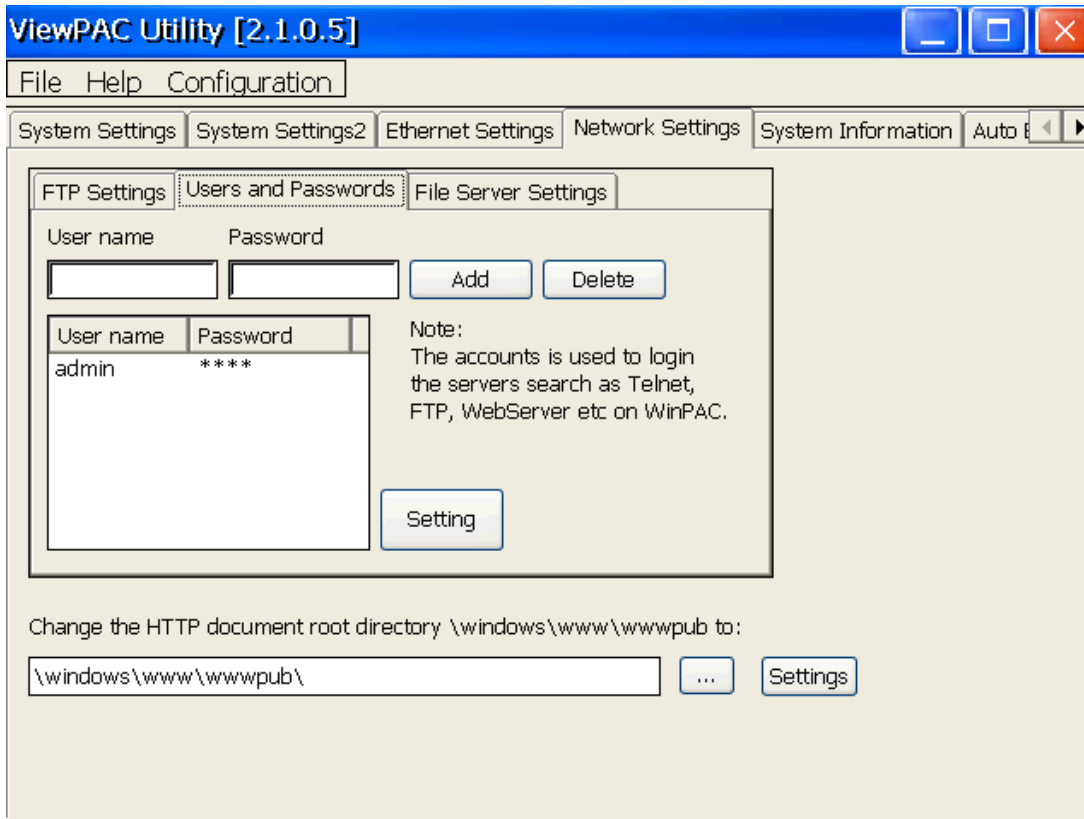 ViewPAC Utility [2.1.0.5]
File Help Configuration
System Settings System Settings2 Ethernet Settings Network Settings System Information Auto
FTP Settings Users and Passwords File Server Settings
User name Password
Add Delete
User name Password
admin ****
Note:
The accounts is used to login
the servers search as Telnet,
FTP, WebServer etc on WinPAC.
Setting
Change the HTTP document root directory \windows\www\wwwpub to:
\windows\www\wwwpub\ ... Settings